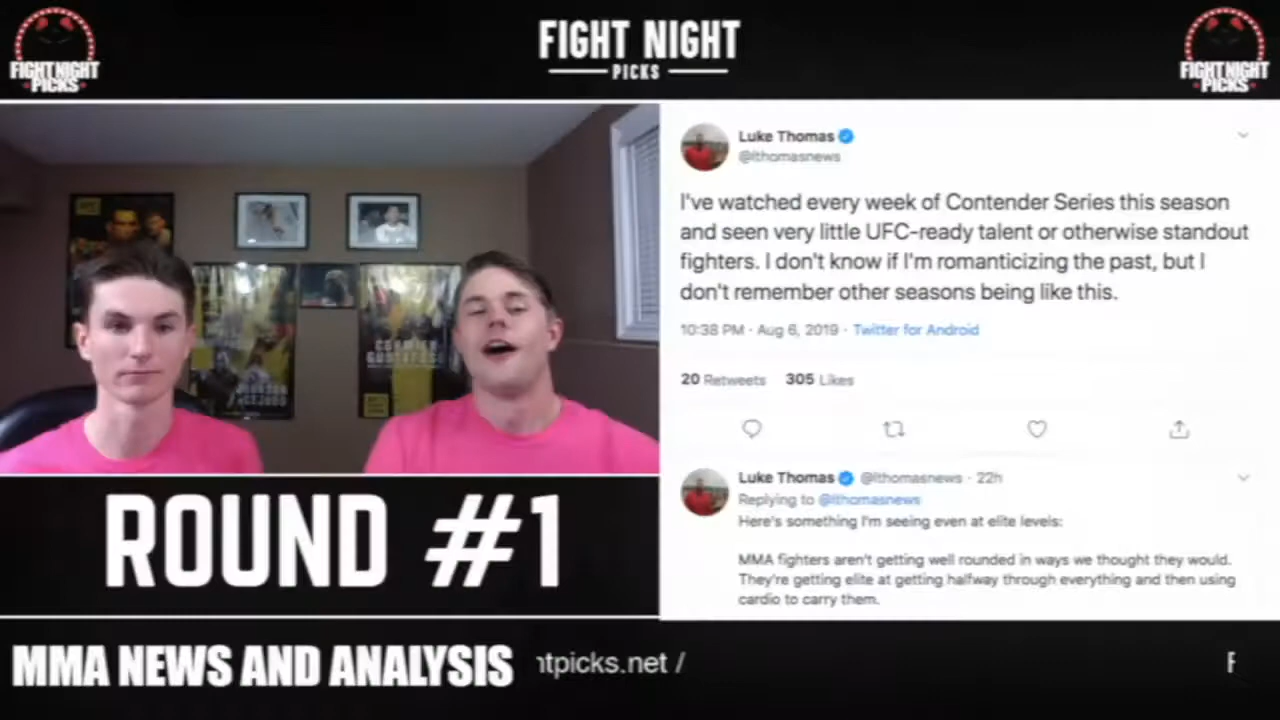 FIGHT NIGHT
PICKS
FIGHT NIGHT
PICKS
FIGHT NIGHT
PICKS
Luke Thomas
@lthomasnews
I've watched every week of Contender Series this season
and seen very little UFC-ready talent or otherwise standout
fighters. I don't know if I'm romanticizing the past, but I
don't remember other seasons being like this.
10:38 PM · Aug 6, 2019 · Twitter for Android
20 Retweets 305 Likes
Luke Thomas @lthomasnews · 22h
Replying to @lthomasnews
Here's something I'm seeing even at elite levels:
MMA fighters aren't getting well rounded in ways we thought they would.
They're getting elite at getting halfway through everything and then using
cardio to carry them.
CORMIER
GUSTAFSSON
JOHNSON
CEJUDO
ROUND #1
MMA NEWS AND ANALYSIS
tpicks.net /
F